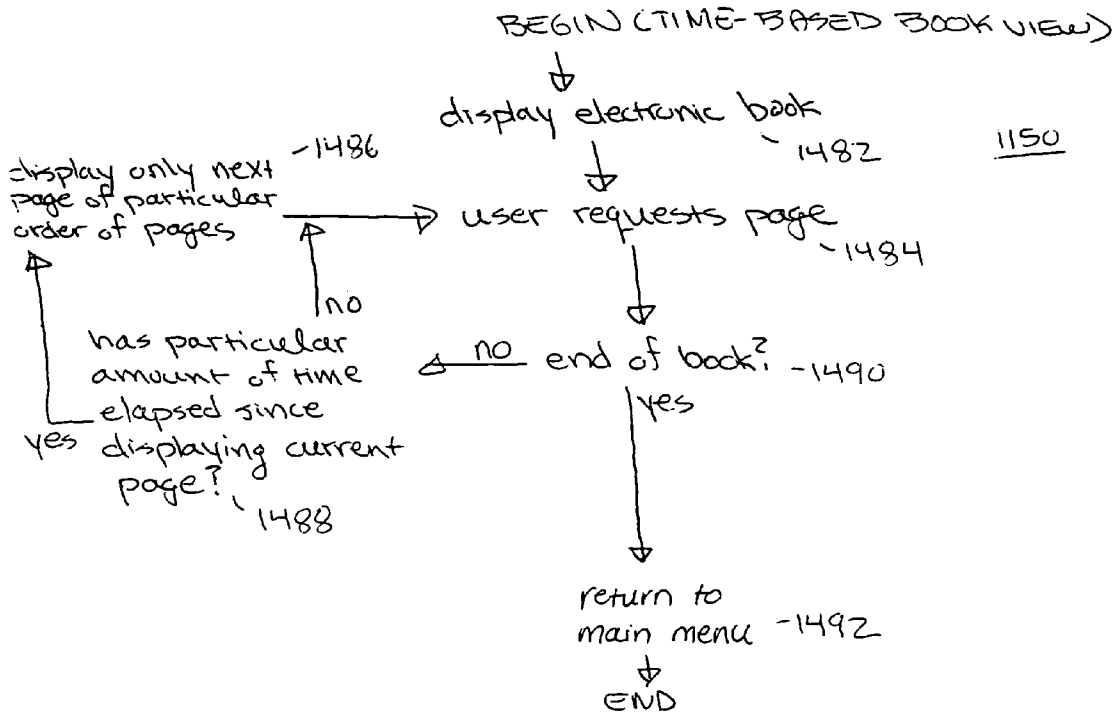 BEGIN (TIME-BASED BOOK VIEW)
display electronic book
1482
1150
-1486
display only next
page of particular
order of pages
user requests page
1484
no
has particular
amount of time
elapsed since
displaying current
page?
yes
1488
no
end of book?
-1490
yes
return to
main menu
-1492
END